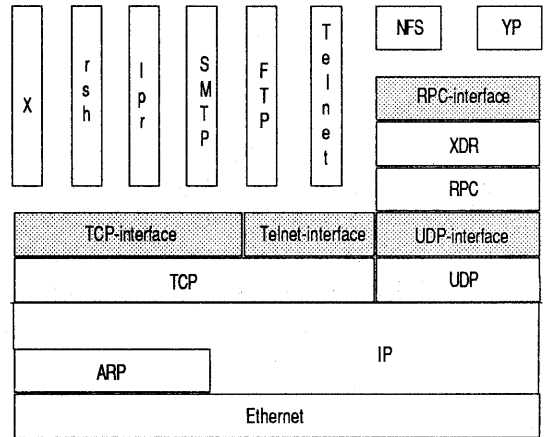 X
rsh
lpr
SMTP
FTP
Telnet
NFS
YP
RPC-interface
XDR
RPC
TCP-interface
Telnet-interface
UDP-interface
TCP
UDP
IP
ARP
Ethernet